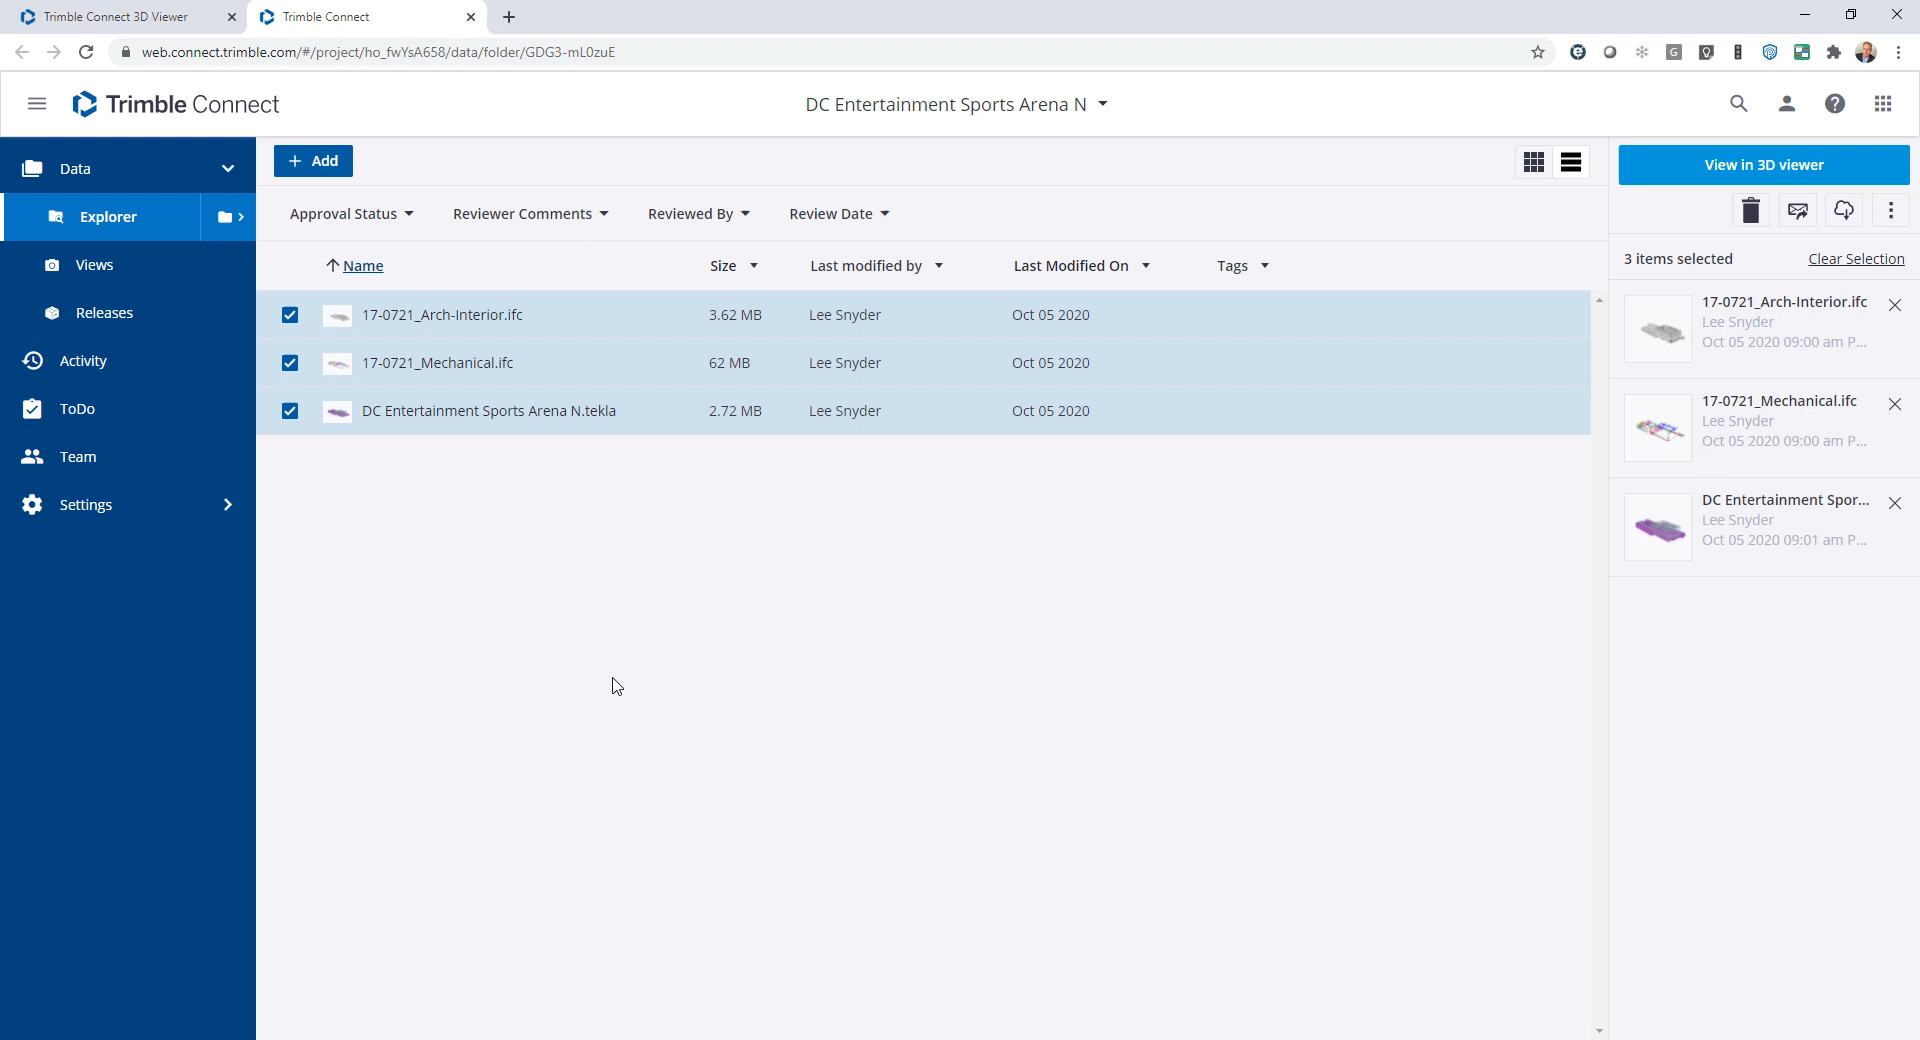 Trimble Connect 3D Viewer
Trimble Connect
web.connect.trimble.com/#/project/ho_fwYsA658/data/folder/GDG3-mL0zuE
Trimble Connect
DC Entertainment Sports Arena N
Data
Explorer
Views
Releases
Activity
ToDo
Team
Settings
Add
Approval Status
Reviewer Comments
Reviewed By
Review Date
Name
Size
Last modified by
Last Modified On
Tags
17-0721_Arch-Interior.ifc
3.62 MB
Lee Snyder
Oct 05 2020
17-0721_Mechanical.ifc
62 MB
Lee Snyder
Oct 05 2020
DC Entertainment Sports Arena N.tekla
2.72 MB
Lee Snyder
Oct 05 2020
View in 3D viewer
3 items selected
Clear Selection
17-0721_Arch-Interior.ifc
Lee Snyder
Oct 05 2020 09:00 am P...
17-0721_Mechanical.ifc
Lee Snyder
Oct 05 2020 09:00 am P...
DC Entertainment Spor...
Lee Snyder
Oct 05 2020 09:01 am P...